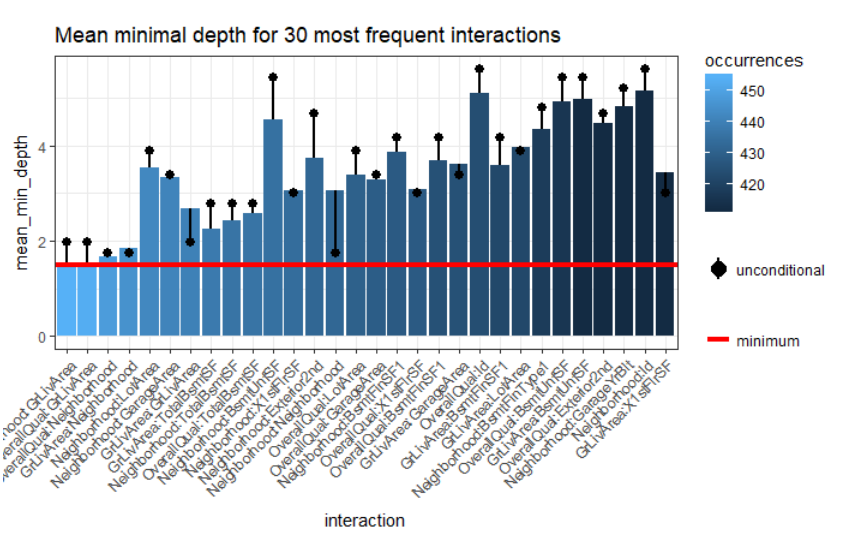 Mean minimal depth for 30 most frequent interactions
mean_min_depth
4
2
0
hood:GrLivArea
verallQual:GrLivArea
verallQual:Neighborhood
GrLivArea:Neighborhood
Neighborhood:LotArea
Neighborhood:GarageArea
GrLivArea:GrLivArea
GrLivArea:TotalBsmtSF
Neighborhood:TotalBsmtSF
OverallQual:TotalBsmtSF
Neighborhood:BsmtUnfSF
Neighborhood:X1stFlrSF
Neighborhood:Exterior2nd
Neighborhood:Neighborhood
OverallQual:LotArea
OverallQual:GarageArea
Neighborhood:BsmtFinSF1
OverallQual:X1stFlrSF
OverallQual:BsmtFinSF1
GrLivArea:GarageArea
OverallQual:Id
GrLivArea:BsmtFinSF1
GrLivArea:LotArea
Neighborhood:BsmtFinType1
OverallQual:BsmtUnfSF
GrLivArea:BsmtUnfSF
OverallQual:Exterior2nd
Neighborhood:GarageYrBlt
Neighborhood:Id
GrLivArea:X1stFlrSF
interaction
occurrences
450
440
430
420
unconditional
minimum